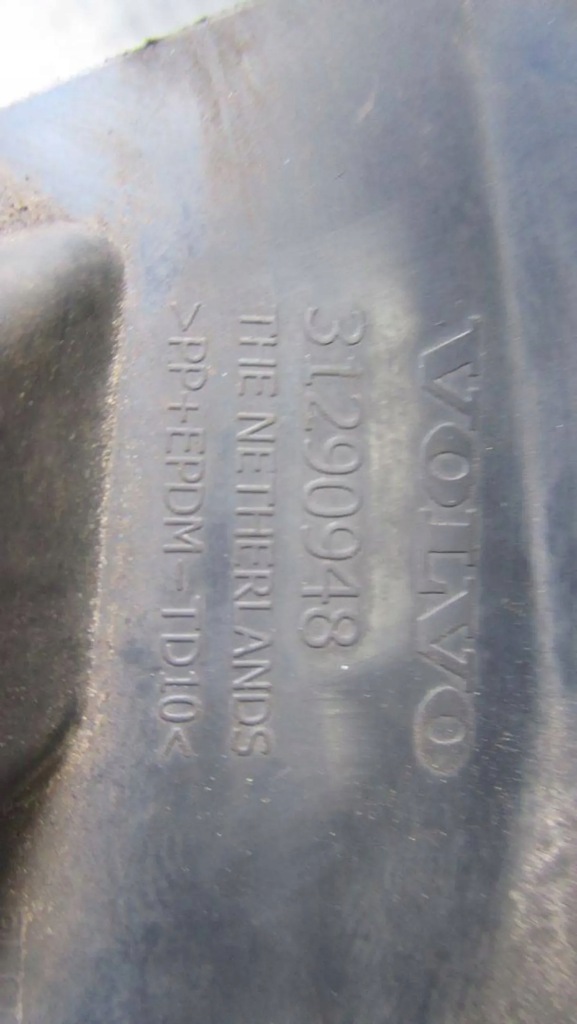 VOLVO
31290948
THE NETHERLANDS
>PP+EPDM-TD10<